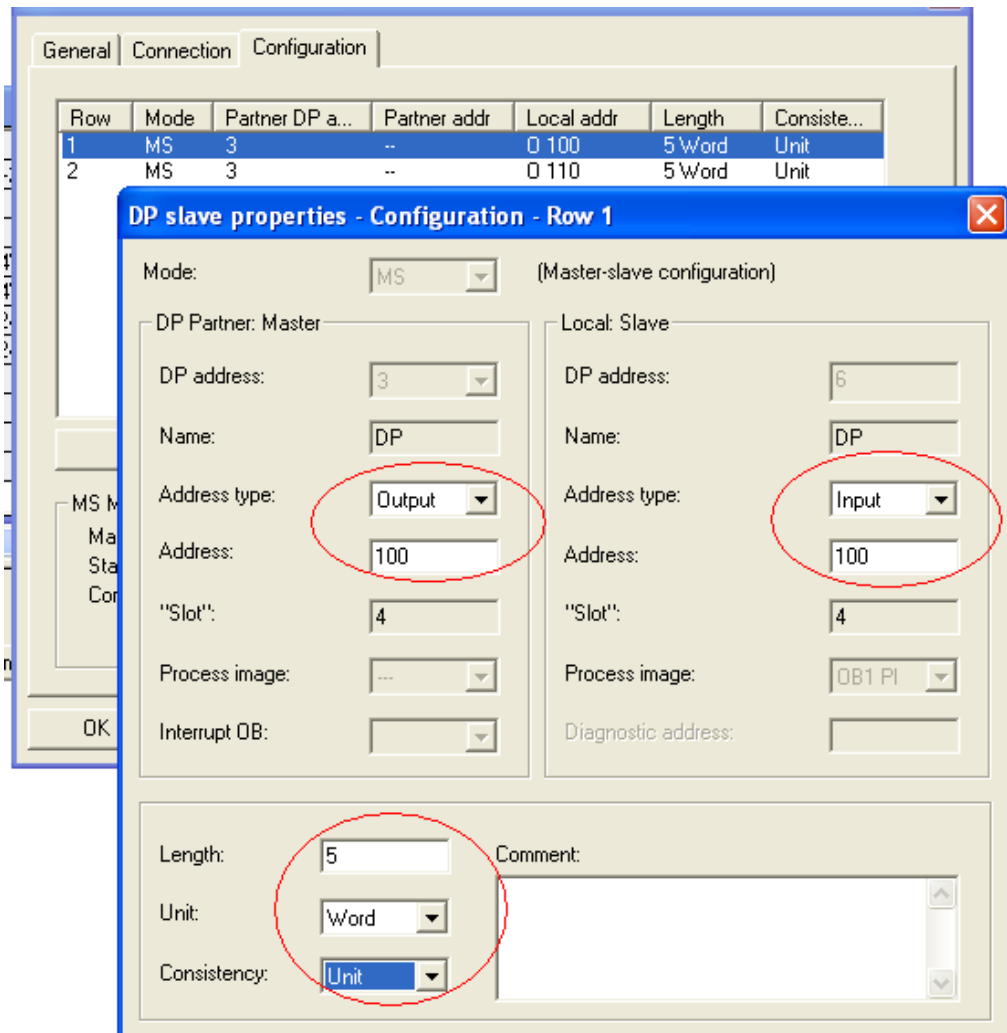 General Connection Configuration
Row Mode Partner DP a... Partner addr Local addr Length Consiste...
1 MS 3 -- O 100 5 Word Unit
2 MS 3 -- O 110 5 Word Unit
DP slave properties - Configuration - Row 1
Mode: MS (Master-slave configuration)
DP Partner: Master
DP address: 3
Name: DP
Address type: Output
Address: 100
"Slot": 4
Process image: ---
Interrupt OB:
Local: Slave
DP address: 6
Name: DP
Address type: Input
Address: 100
"Slot": 4
Process image: OB1 PI
Diagnostic address:
MS M
Ma
Sta
Cor
OK
Length: 5
Unit: Word
Consistency: Unit
Comment: